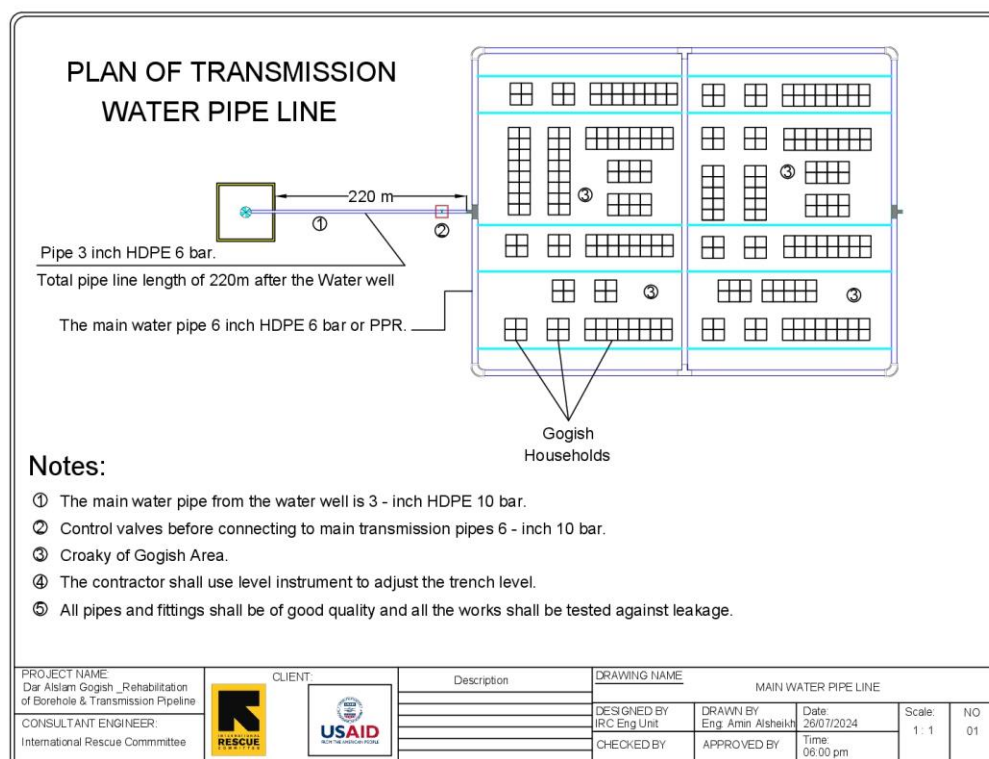 PLAN OF TRANSMISSION
WATER PIPE LINE
220 m
①
②
③
③
③
③
Pipe 3 inch HDPE 6 bar.
Total pipe line length of 220m after the Water well
The main water pipe 6 inch HDPE 6 bar or PPR.
Gogish
Households
Notes:
① The main water pipe from the water well is 3 - inch HDPE 10 bar.
② Control valves before connecting to main transmission pipes 6 - inch 10 bar.
③ Croaky of Gogish Area.
④ The contractor shall use level instrument to adjust the trench level.
⑤ All pipes and fittings shall be of good quality and all the works shall be tested against leakage.
PROJECT NAME:
Dar Alslam Gogish _Rehabilitation
of Borehole & Transmission Pipeline
CONSULTANT ENGINEER:
International Rescue Commmittee
CLIENT:
INTERNATIONAL
RESCUE
COMMITTEE
USAID
FROM THE AMERICAN PEOPLE
Description
DRAWING NAME
MAIN WATER PIPE LINE
DESIGNED BY
IRC Eng Unit
DRAWN BY
Eng: Amin Alsheikh
Date:
26/07/2024
Scale:
1 : 1
NO
01
CHECKED BY
APPROVED BY
Time:
06:00 pm